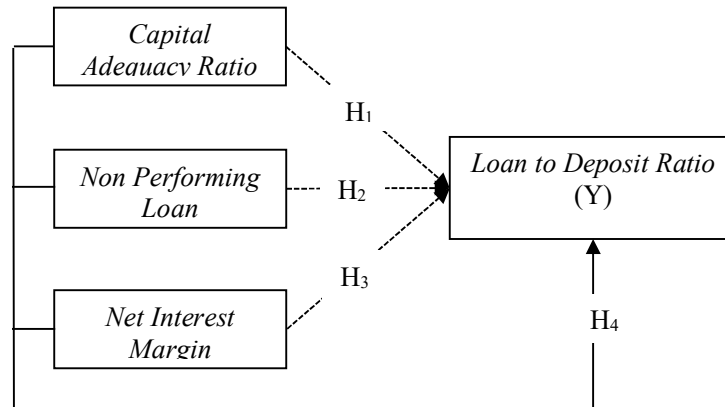 Capital
Adequacy Ratio
H1
Non Performing
Loan
H2
Loan to Deposit Ratio
(Y)
H3
Net Interest
Margin
H4